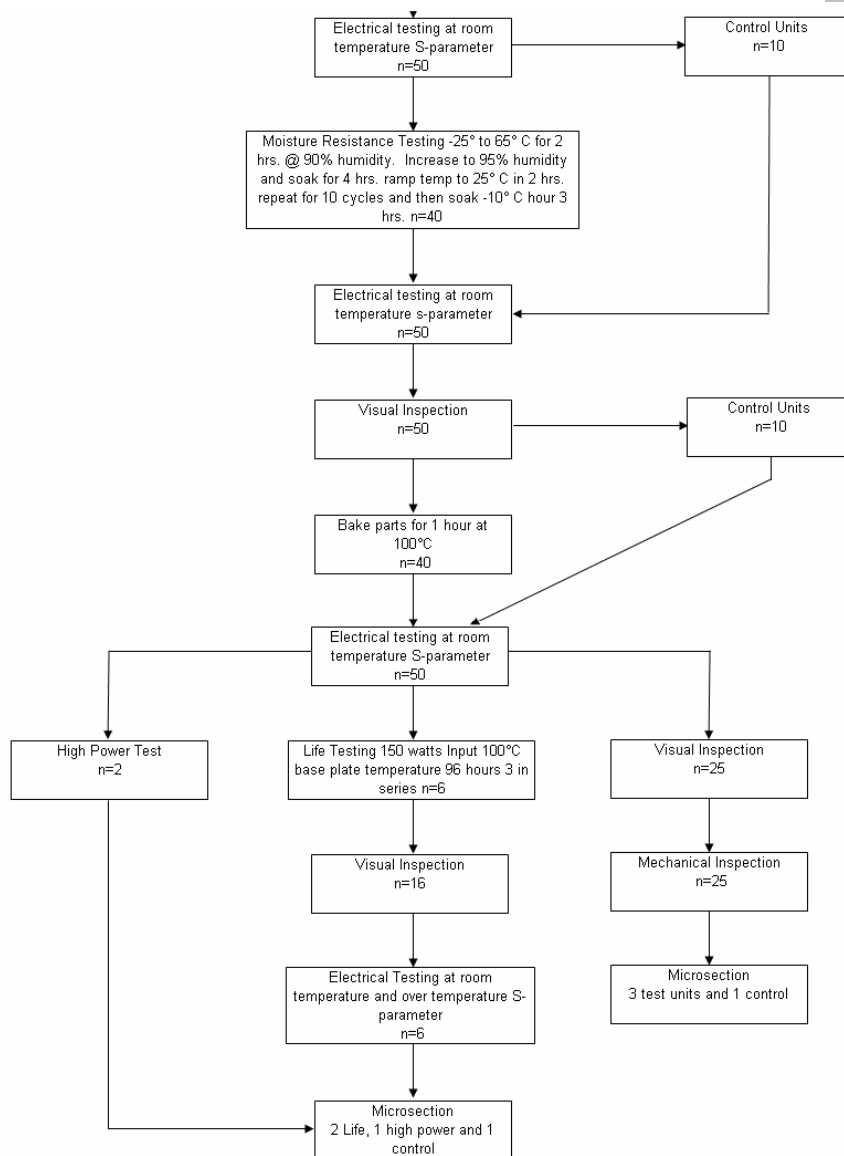 Electrical testing at room
temperature S-parameter
n=50
Control Units
n=10
Moisture Resistance Testing -25° to 65° C for 2
hrs. @ 90% humidity.  Increase to 95% humidity
and soak for 4 hrs. ramp temp to 25° C in 2 hrs.
repeat for 10 cycles and then soak -10° C hour 3
hrs. n=40
Electrical testing at room
temperature s-parameter
n=50
Visual Inspection
n=50
Control Units
n=10
Bake parts for 1 hour at
100°C
n=40
Electrical testing at room
temperature S-parameter
n=50
High Power Test
n=2
Life Testing 150 watts Input 100°C
base plate temperature 96 hours 3 in
series n=6
Visual Inspection
n=25
Visual Inspection
n=16
Mechanical Inspection
n=25
Electrical Testing at room
temperature and over temperature S-
parameter
n=6
Microsection
3 test units and 1 control
Microsection
2 Life, 1 high power and 1
control